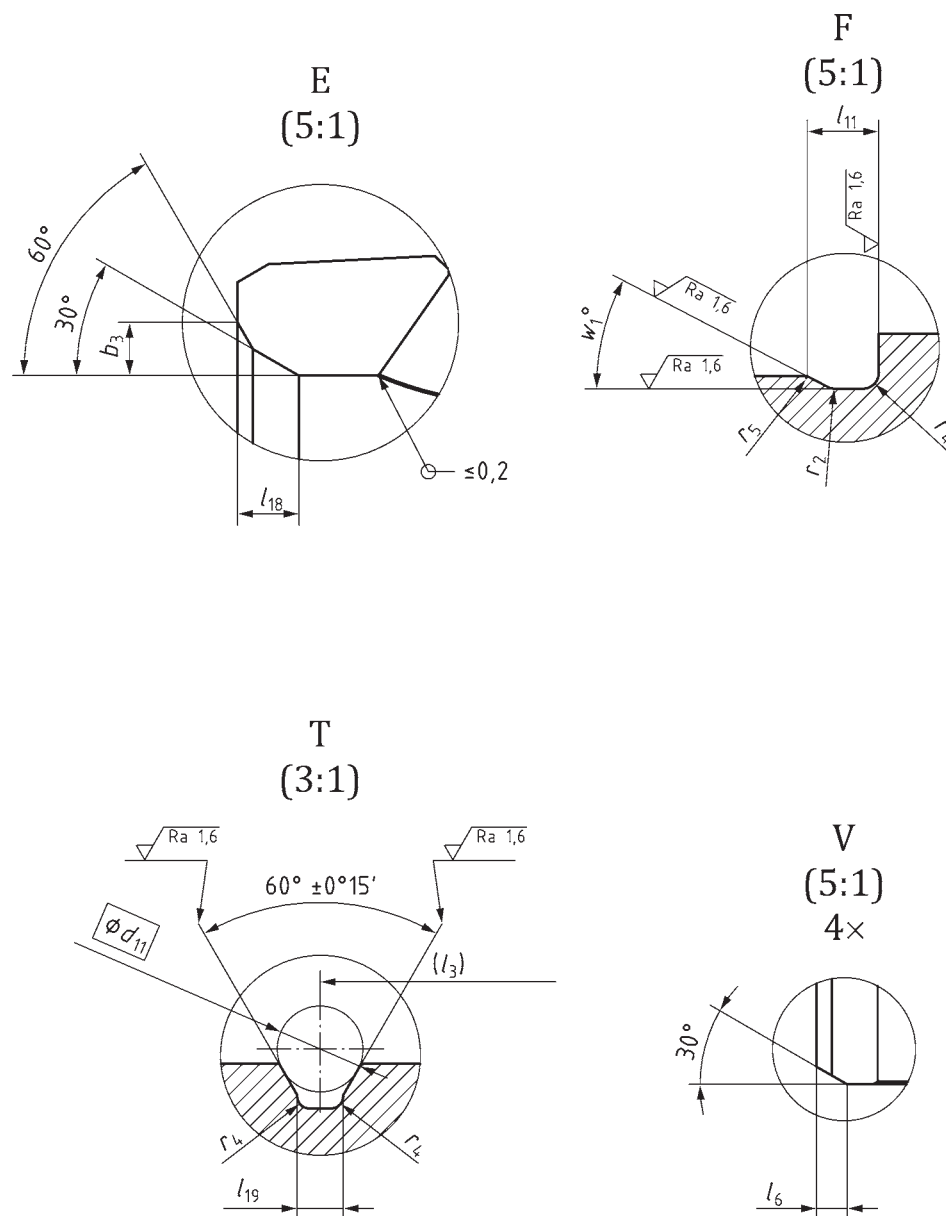 E
(5:1)
60°
30°
b₃
l₁₈
≤0,2
F
(5:1)
l₁₁
Ra 1,6
Ra 1,6
Ra 1,6
w₁°
r₅
r₂
T
(3:1)
Ra 1,6
Ra 1,6
60° ±0°15′
ϕd₁₁
(l₃)
r₄
r₄
l₁₉
V
(5:1)
4×
30°
l₆